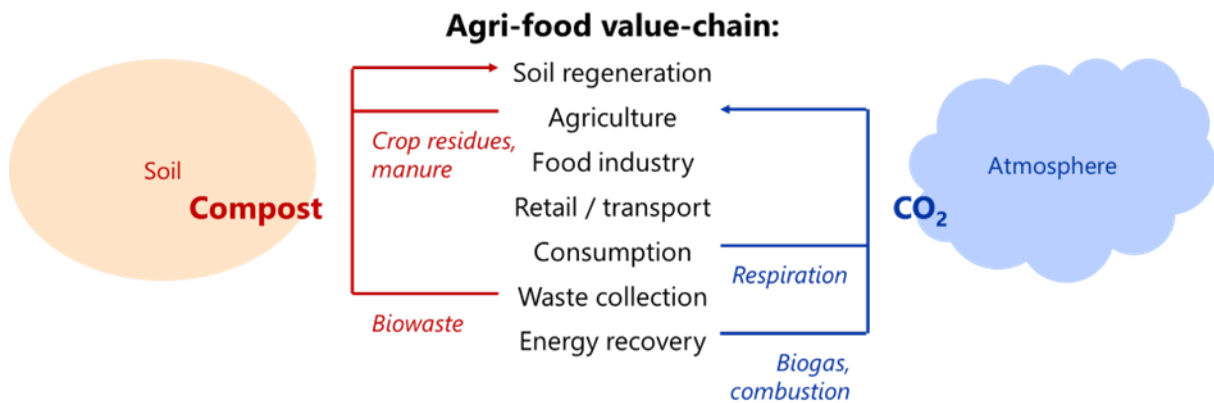 Agri-food value-chain:
Soil regeneration
Agriculture
Crop residues,
manure
Food industry
Soil
Atmosphere
Compost
Retail / transport
CO₂
Consumption
Respiration
Waste collection
Biowaste
Energy recovery
Biogas,
combustion